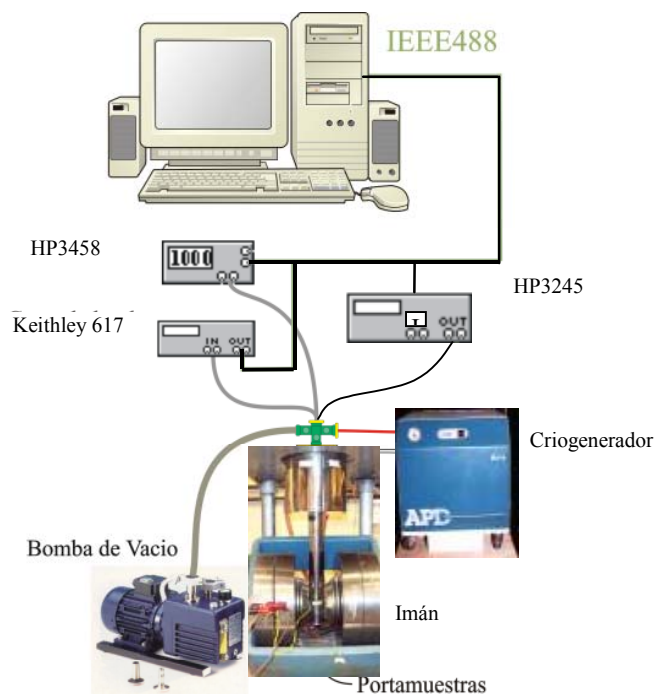 IEEE488
HP3458
1000
HP3245
Keithley 617
IN OUT
I
OUT
Criogenerador
APD
Bomba de Vacio
Imán
Portamuestras